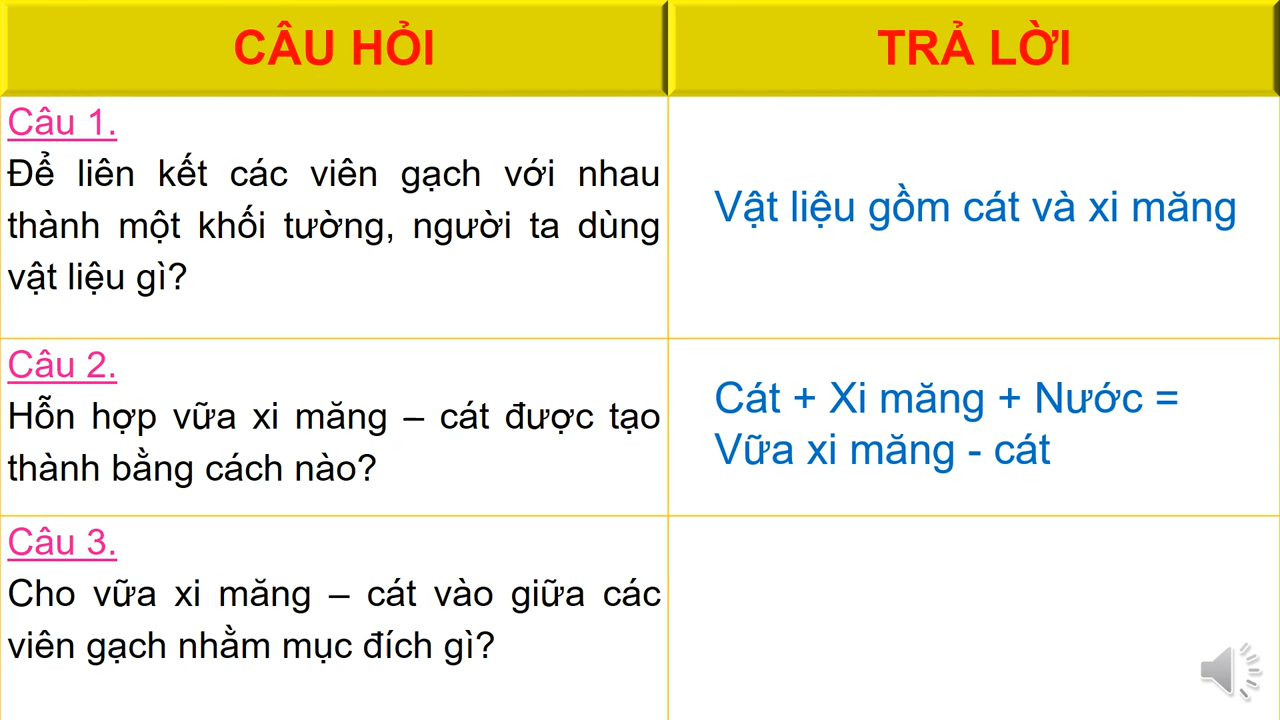 CÂU HỎI
TRẢ LỜI
Câu 1.
Để liên kết các viên gạch với nhau
thành một khối tường, người ta dùng
vật liệu gì?
Vật liệu gồm cát và xi măng
Câu 2.
Hỗn hợp vữa xi măng – cát được tạo
thành bằng cách nào?
Cát + Xi măng + Nước =
Vữa xi măng - cát
Câu 3.
Cho vữa xi măng – cát vào giữa các
viên gạch nhằm mục đích gì?